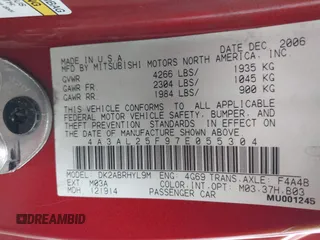 MADE IN U.S.A. DATE DEC. 2006
MFD BY MITSUBISHI MOTORS NORTH AMERICA, INC
GVWR 4266 LBS/ 1935 KG
GAWR FR 2304 LBS/ 1045 KG
GAWR RR 1984 LBS/ 900 KG
THIS VEHICLE CONFORMS TO ALL APPLICABLE
FEDERAL MOTOR VEHICLE SAFETY, BUMPER, AND
THEFT PREVENTION STANDARDS IN EFFECT ON
THE DATE OF MANUFACTURE SHOWN ABOVE.
4A3AL25F97E055304
MODEL: DK2ABRHYL9M ENG: 4G69 TRANS. AXLE: F4A4B
EXT M03A COLOR.INT.OPT: M03.37H.B03
MDH 121914 PASSENGER CAR MU001245
DREAMBID